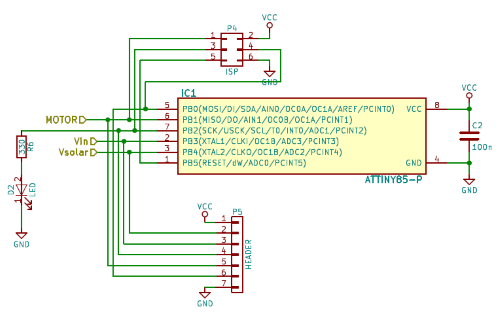 P4
VCC
1 2
3 4
5 6
ISP
GND
IC1
MOTOR
Vin
Vsolar
5 PB0(MOSI/DI/SDA/AIN0/OC0A/OC1A/AREF/PCINT0)
6 PB1(MISO/DO/AIN1/OC0B/OC1A/PCINT1)
7 PB2(SCK/USCK/SCL/T0/INT0/ADC1/PCINT2)
2 PB3(XTAL1/CLKI/OC1B/ADC3/PCINT3)
3 PB4(XTAL2/CLKO/OC1B/ADC2/PCINT4)
1 PB5(RESET/dW/ADC0/PCINT5)
VCC 8
GND 4
ATTINY85-P
VCC
C2
100n
GND
330
R6
D2
LED
2
1
GND
VCC
P5
1
2
3
4
5
6
7
HEADER
GND